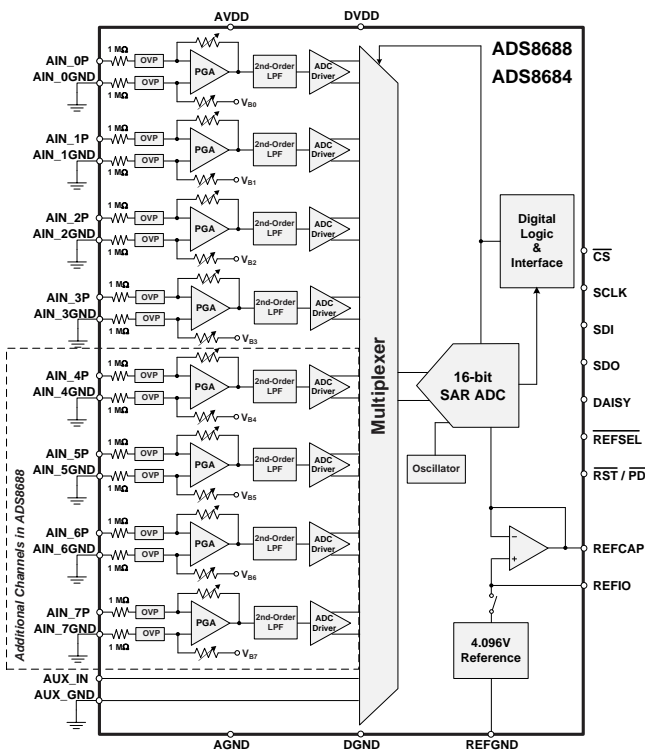 AVDD
DVDD
ADS8688
ADS8684
AIN_0P
AIN_0GND
1 MΩ
1 MΩ
OVP
OVP
PGA
VB0
2nd-Order
LPF
ADC
Driver
AIN_1P
AIN_1GND
1 MΩ
1 MΩ
OVP
OVP
PGA
VB1
2nd-Order
LPF
ADC
Driver
AIN_2P
AIN_2GND
1 MΩ
1 MΩ
OVP
OVP
PGA
VB2
2nd-Order
LPF
ADC
Driver
AIN_3P
AIN_3GND
1 MΩ
1 MΩ
OVP
OVP
PGA
VB3
2nd-Order
LPF
ADC
Driver
Additional Channels in ADS8688
AIN_4P
AIN_4GND
1 MΩ
1 MΩ
OVP
OVP
PGA
VB4
2nd-Order
LPF
ADC
Driver
AIN_5P
AIN_5GND
1 MΩ
1 MΩ
OVP
OVP
PGA
VB5
2nd-Order
LPF
ADC
Driver
AIN_6P
AIN_6GND
1 MΩ
1 MΩ
OVP
OVP
PGA
VB6
2nd-Order
LPF
ADC
Driver
AIN_7P
AIN_7GND
1 MΩ
1 MΩ
OVP
OVP
PGA
VB7
2nd-Order
LPF
ADC
Driver
AUX_IN
AUX_GND
Multiplexer
16-bit
SAR ADC
Oscillator
Digital
Logic
&
Interface
4.096V
Reference
CS
SCLK
SDI
SDO
DAISY
REFSEL
RST / PD
REFCAP
REFIO
AGND
DGND
REFGND